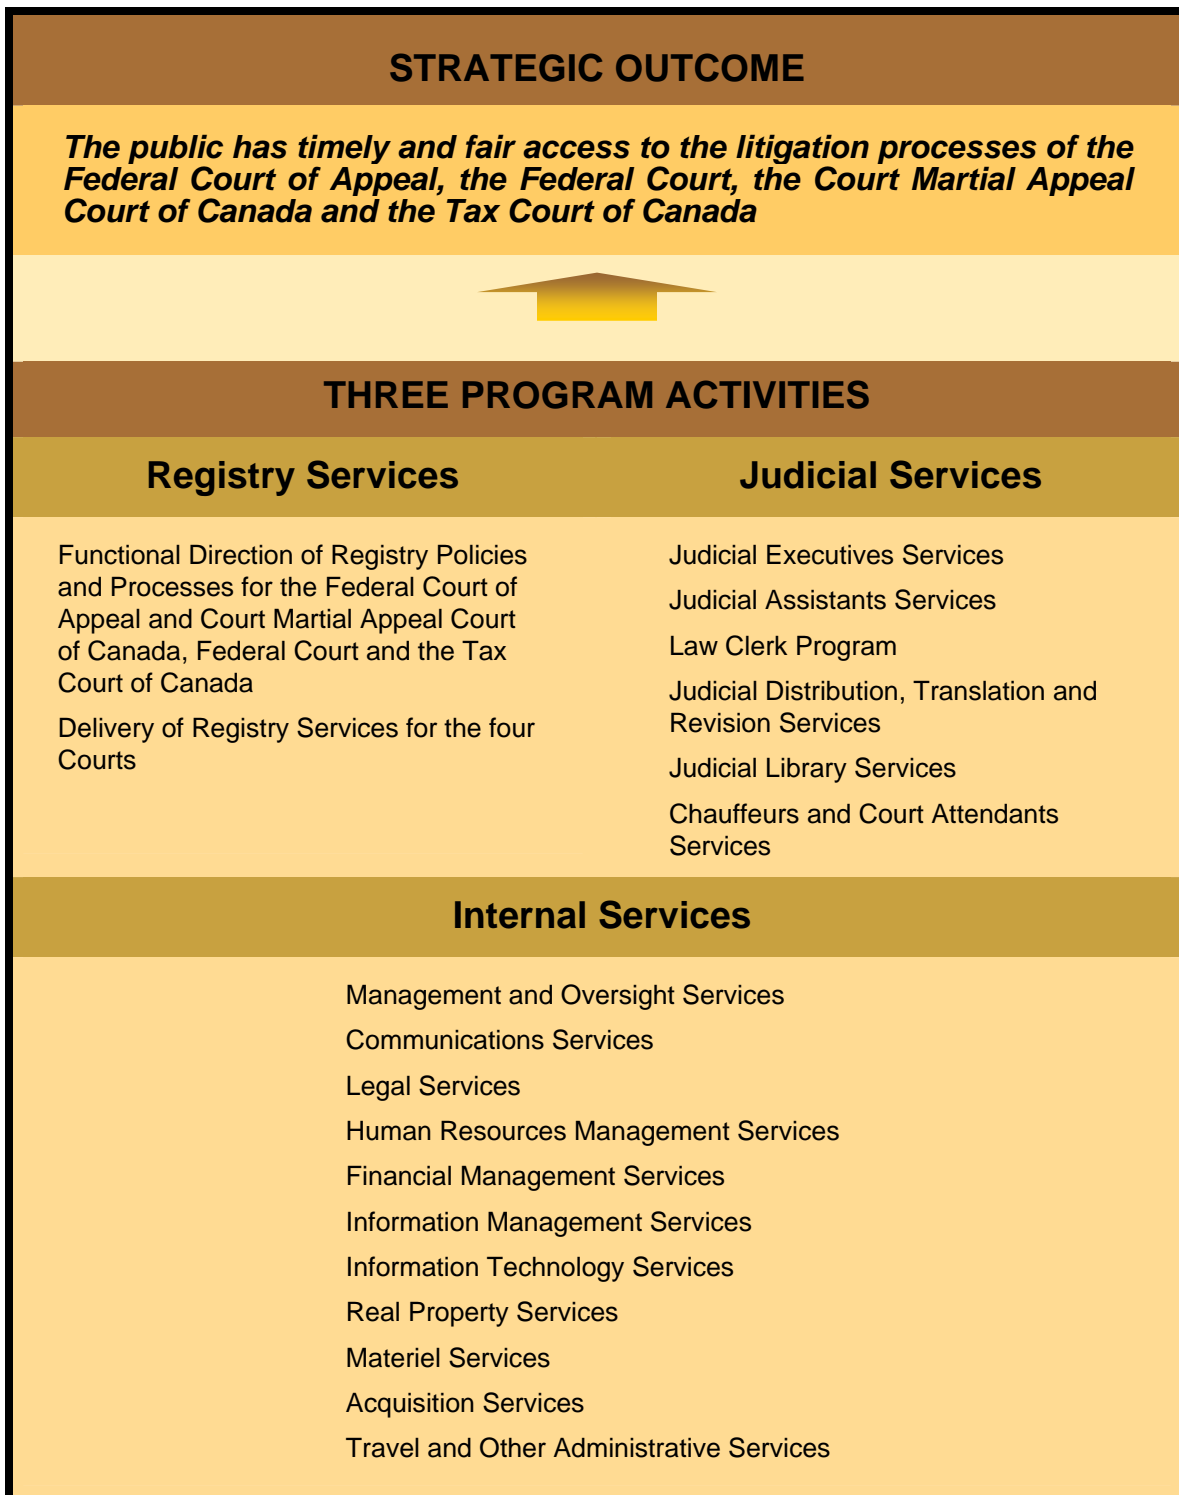 STRATEGIC OUTCOME
The public has timely and fair access to the litigation processes of the
Federal Court of Appeal, the Federal Court, the Court Martial Appeal
Court of Canada and the Tax Court of Canada
THREE PROGRAM ACTIVITIES
Registry Services
Functional Direction of Registry Policies
and Processes for the Federal Court of
Appeal and Court Martial Appeal Court
of Canada, Federal Court and the Tax
Court of Canada
Delivery of Registry Services for the four
Courts
Judicial Services
Judicial Executives Services
Judicial Assistants Services
Law Clerk Program
Judicial Distribution, Translation and
Revision Services
Judicial Library Services
Chauffeurs and Court Attendants
Services
Internal Services
Management and Oversight Services
Communications Services
Legal Services
Human Resources Management Services
Financial Management Services
Information Management Services
Information Technology Services
Real Property Services
Materiel Services
Acquisition Services
Travel and Other Administrative Services